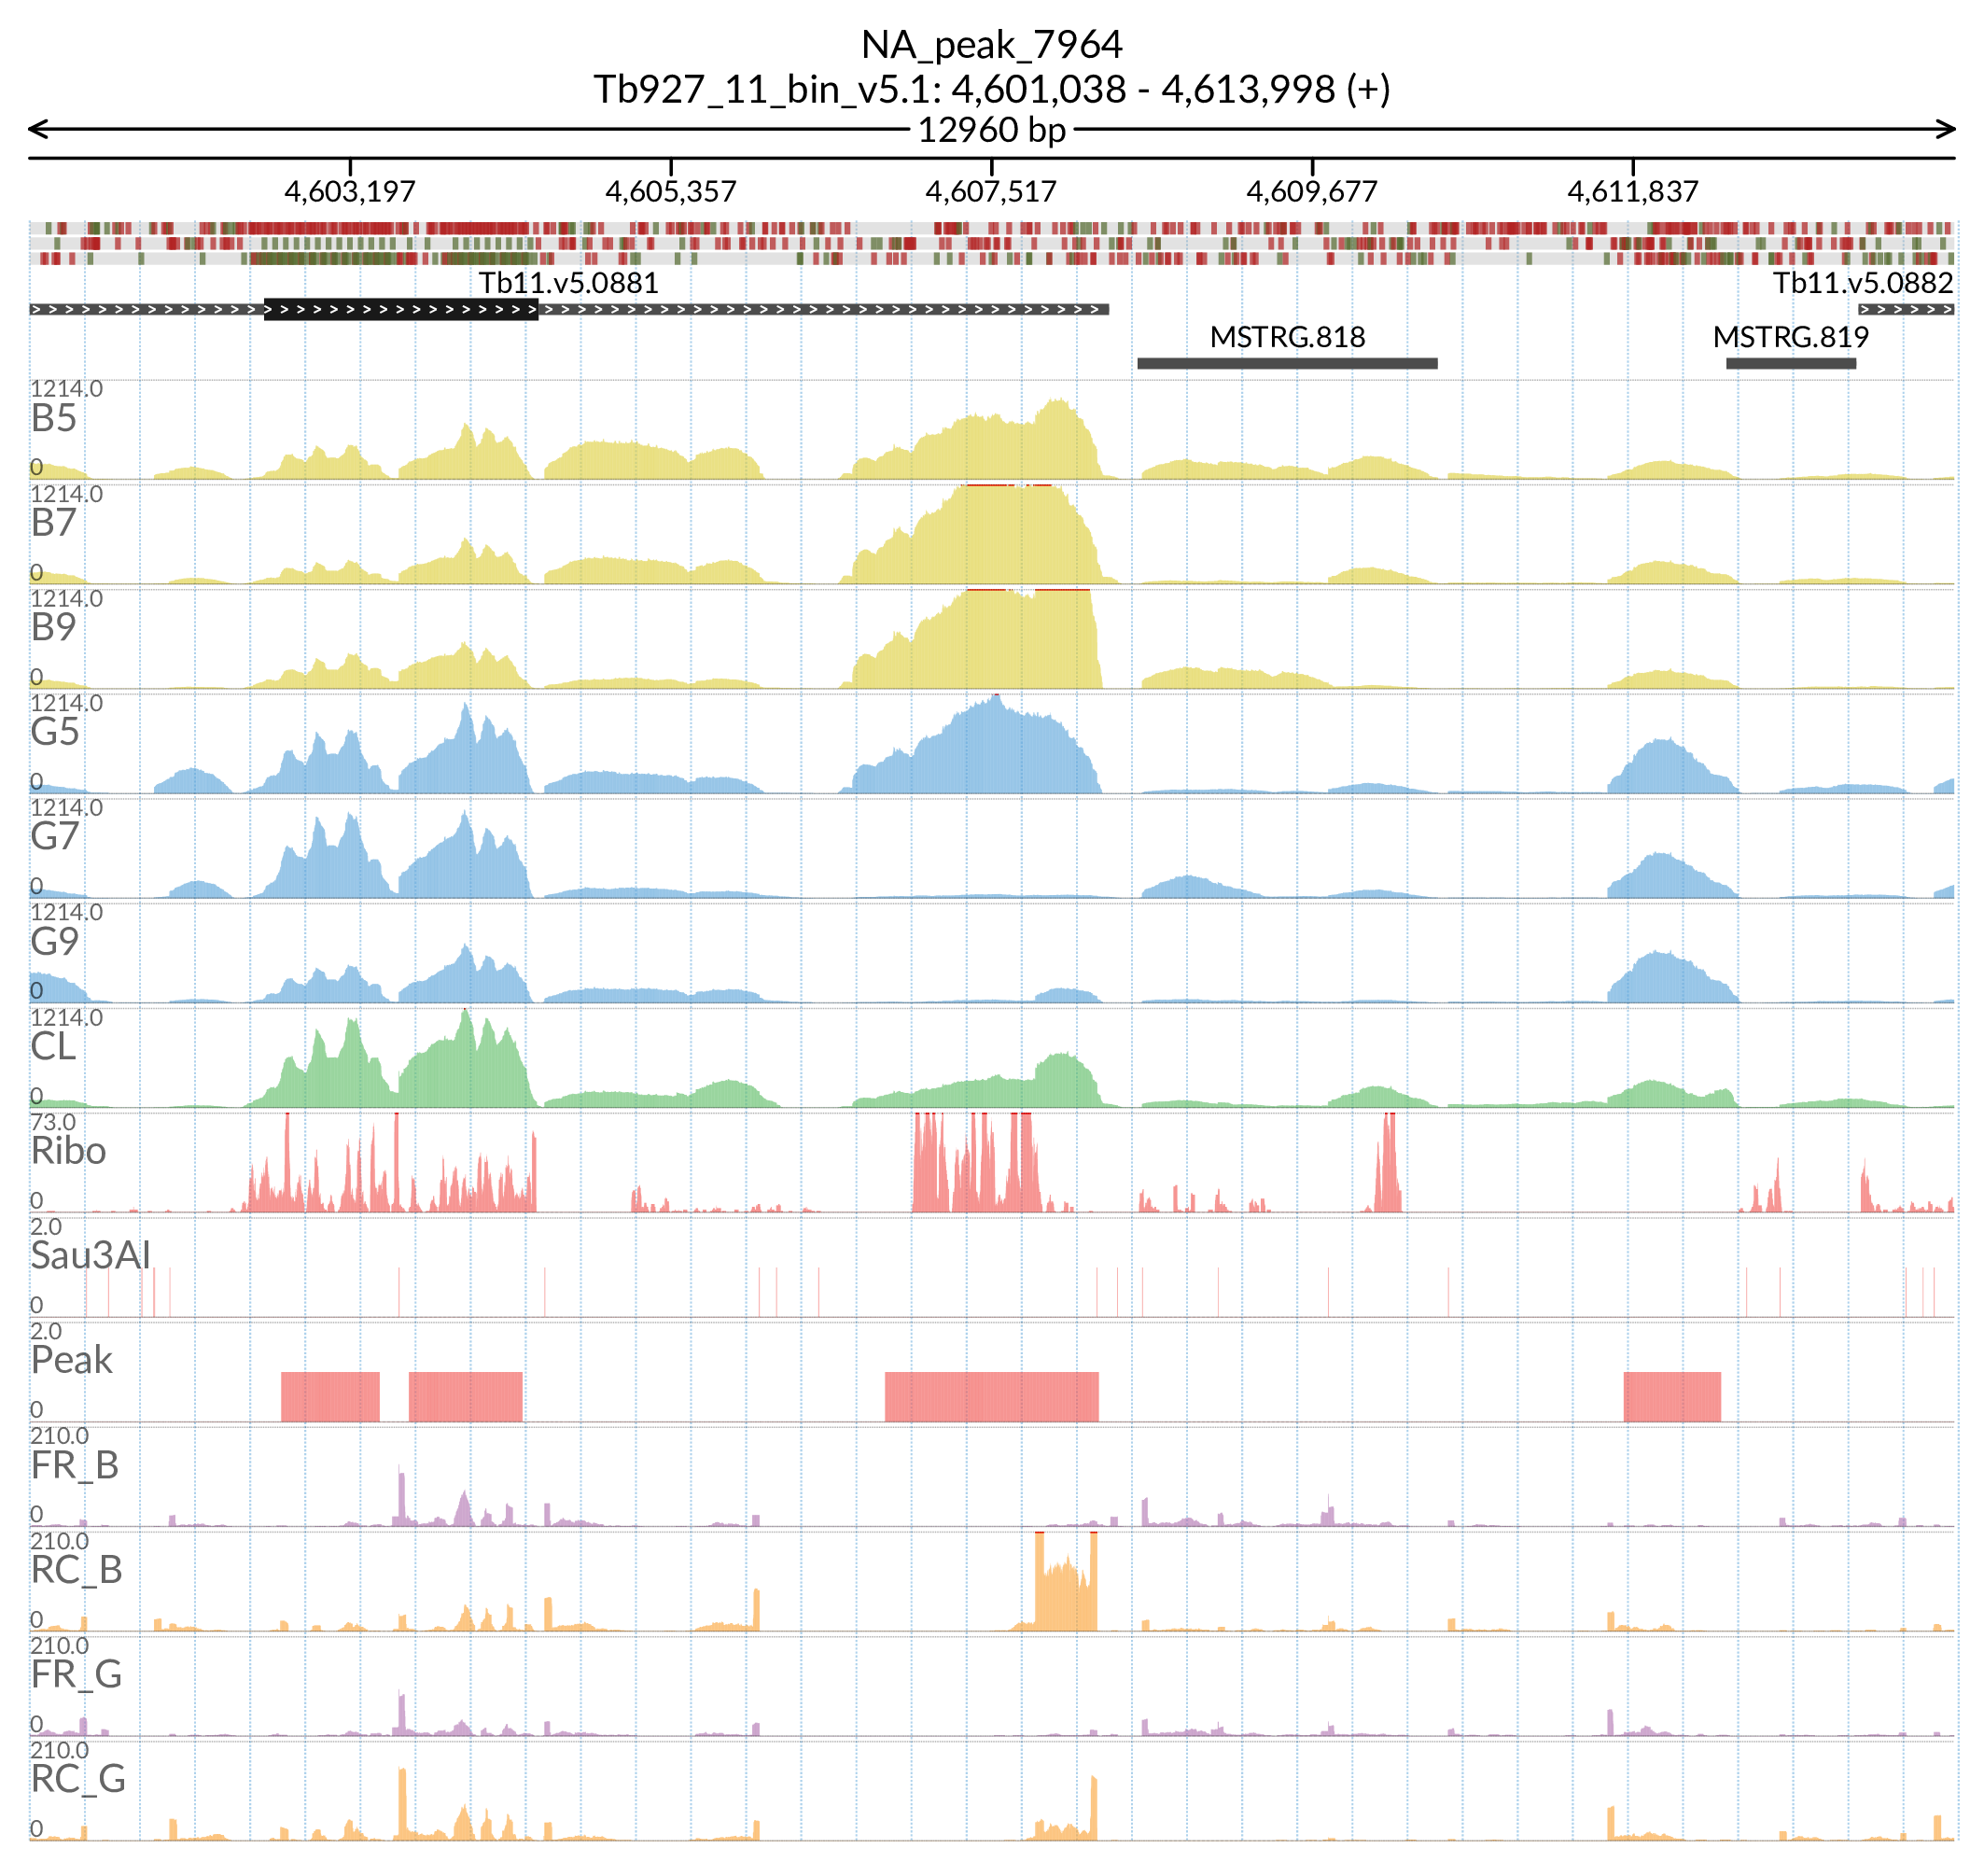 NA_peak_7964
Tb927_11_bin_v5.1: 4,601,038 - 4,613,998 (+)
12960 bp
4,603,197 4,605,357 4,607,517 4,609,677 4,611,837
Tb11.v5.0881 Tb11.v5.0882
MSTRG.818 MSTRG.819
1214.0
B5
0
1214.0
B7
0
1214.0
B9
0
1214.0
G5
0
1214.0
G7
0
1214.0
G9
0
1214.0
CL
0
73.0
Ribo
0
2.0
Sau3AI
0
2.0
Peak
0
210.0
FR_B
0
210.0
RC_B
0
210.0
FR_G
0
210.0
RC_G
0